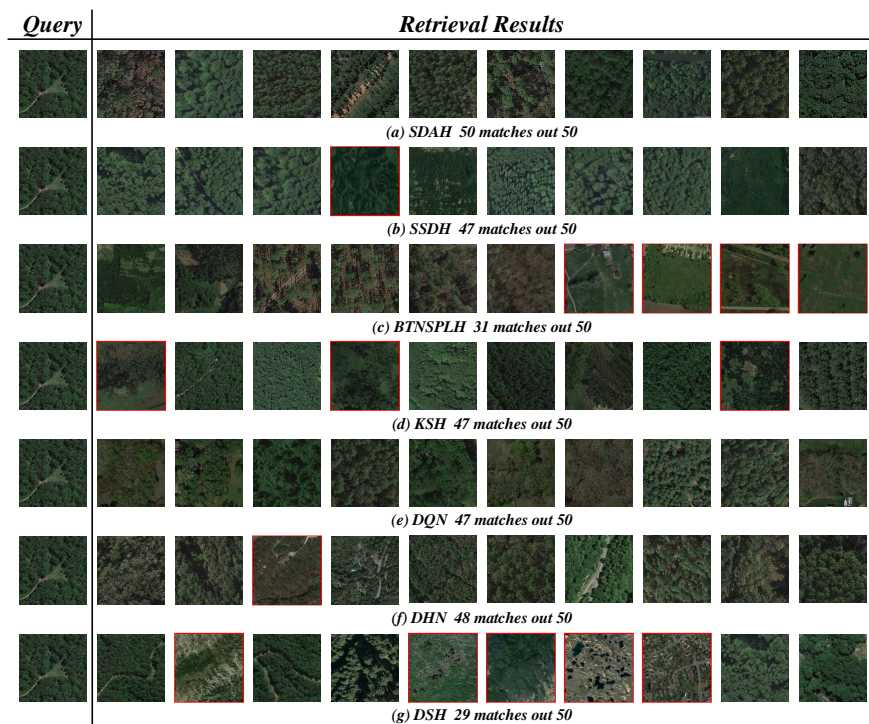 Query
Retrieval Results
(a) SDAH 50 matches out 50
(b) SSDH 47 matches out 50
(c) BTNSPLH 31 matches out 50
(d) KSH 47 matches out 50
(e) DQN 47 matches out 50
(f) DHN 48 matches out 50
(g) DSH 29 matches out 50